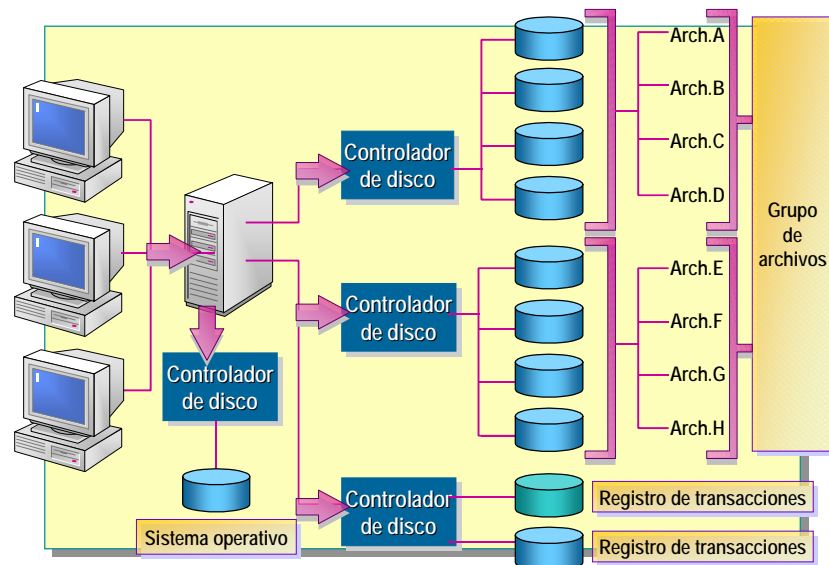 Arch.A
Arch.B
Arch.C
Arch.D
Controlador
de disco
Grupo
de
archivos
Arch.E
Arch.F
Arch.G
Arch.H
Controlador
de disco
Controlador
de disco
Sistema operativo
Controlador
de disco
Registro de transacciones
Registro de transacciones